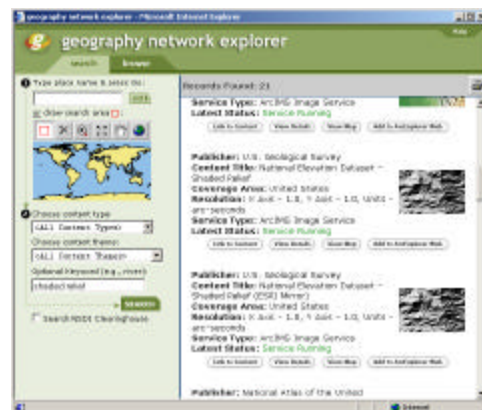 geography network explorer - Microsoft Internet Explorer
geography network explorer
Help
search browse
1 Type place name & press Go:
draw search area
2 Choose content type
<ALL Content Types>
Choose content theme:
<ALL Content Themes>
Optional Keyword (e.g., river)
shaded relief
SEARCH
Search NSDI Clearinghouse
Records Found: 21
Service Type: ArcIMS Image Service
Latest Status: Service Running
Link to Content View Details View Map Add to ArcExplorer Web
Publisher: U.S. Geological Survey
Content Title: National Elevation Dataset -
Shaded Relief
Coverage Area: United States
Resolution: X Axis - 1.0, Y Axis - 1.0, Units -
arc-seconds
Service Type: ArcIMS Image Service
Latest Status: Service Running
Link to Content View Details View Map Add to ArcExplorer Web
Publisher: U.S. Geological Survey
Content Title: National Elevation Dataset -
Shaded Relief (ESRI Mirror)
Coverage Area: United States
Resolution: X Axis - 1.0, Y Axis - 1.0, Units -
arc-seconds
Service Type: ArcIMS Image Service
Latest Status: Service Running
Link to Content View Details View Map Add to ArcExplorer Web
Publisher: National Atlas of the United
Internet